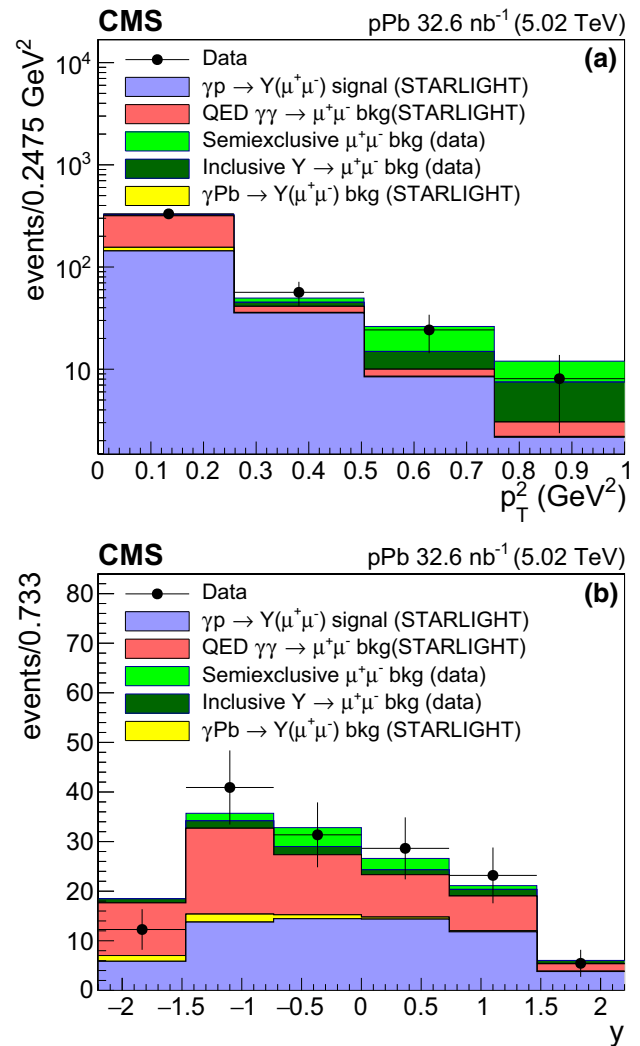 CMS pPb 32.6 nb⁻¹ (5.02 TeV)
(a)
Data
γp → Υ(μ⁺μ⁻) signal (STARLIGHT)
QED γγ → μ⁺μ⁻ bkg(STARLIGHT)
Semiexclusive μ⁺μ⁻ bkg (data)
Inclusive Υ → μ⁺μ⁻ bkg (data)
γPb → Υ(μ⁺μ⁻) bkg (STARLIGHT)
events/0.2475 GeV²
10⁴
10³
10²
10
0 0.1 0.2 0.3 0.4 0.5 0.6 0.7 0.8 0.9 1
p_T² (GeV²)
CMS pPb 32.6 nb⁻¹ (5.02 TeV)
(b)
Data
γp → Υ(μ⁺μ⁻) signal (STARLIGHT)
QED γγ → μ⁺μ⁻ bkg(STARLIGHT)
Semiexclusive μ⁺μ⁻ bkg (data)
Inclusive Υ → μ⁺μ⁻ bkg (data)
γPb → Υ(μ⁺μ⁻) bkg (STARLIGHT)
events/0.733
80
70
60
50
40
30
20
10
0
−2 −1.5 −1 −0.5 0 0.5 1 1.5 2
y